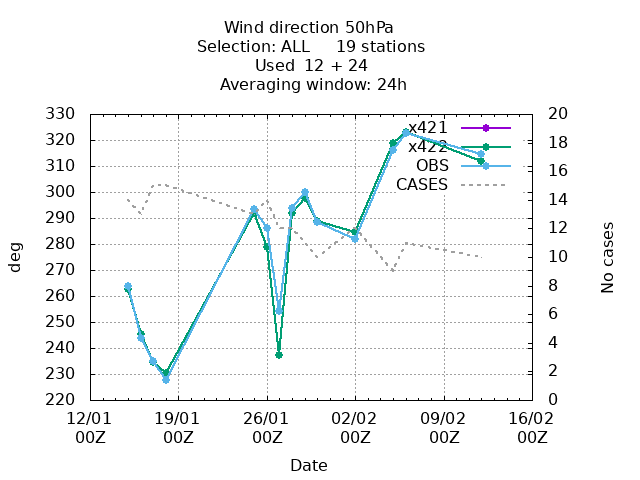 Wind direction 50hPa
Selection: ALL 19 stations
Used 12 + 24
Averaging window: 24h
330
320
310
300
290
280
270
260
250
240
230
220
deg
20
18
16
14
12
10
8
6
4
2
0
No cases
x421
x422
OBS
CASES
12/01 19/01 26/01 02/02 09/02 16/02
00Z 00Z 00Z 00Z 00Z 00Z
Date